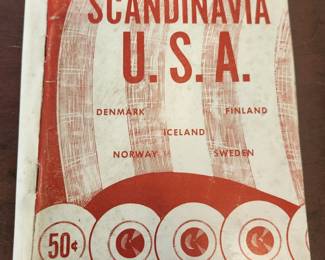 SCANDINAVIA
U. S. A.
DENMARK FINLAND
ICELAND
NORWAY SWEDEN
50¢